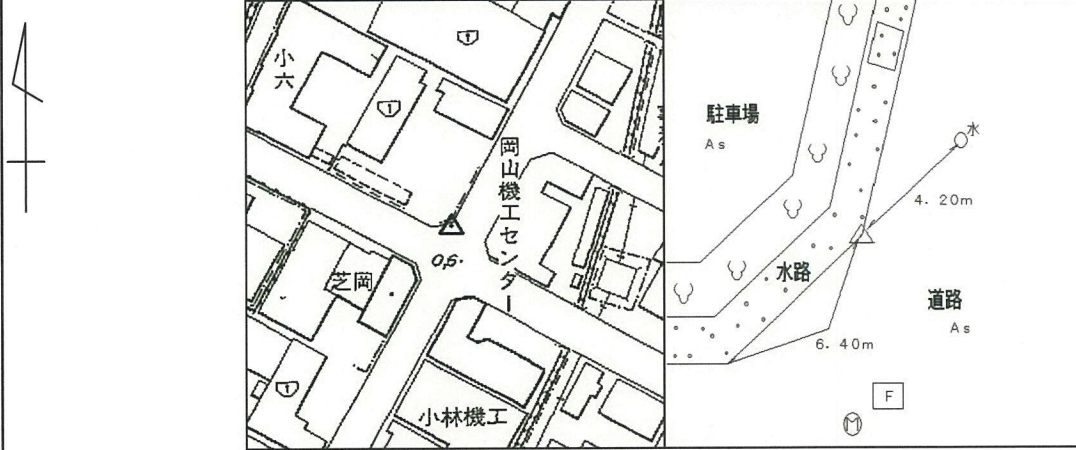 小六
岡山機工センター
0.6
芝岡
小林機工
駐車場
As
水
4. 20m
水路
道路
As
6. 40m
F
M